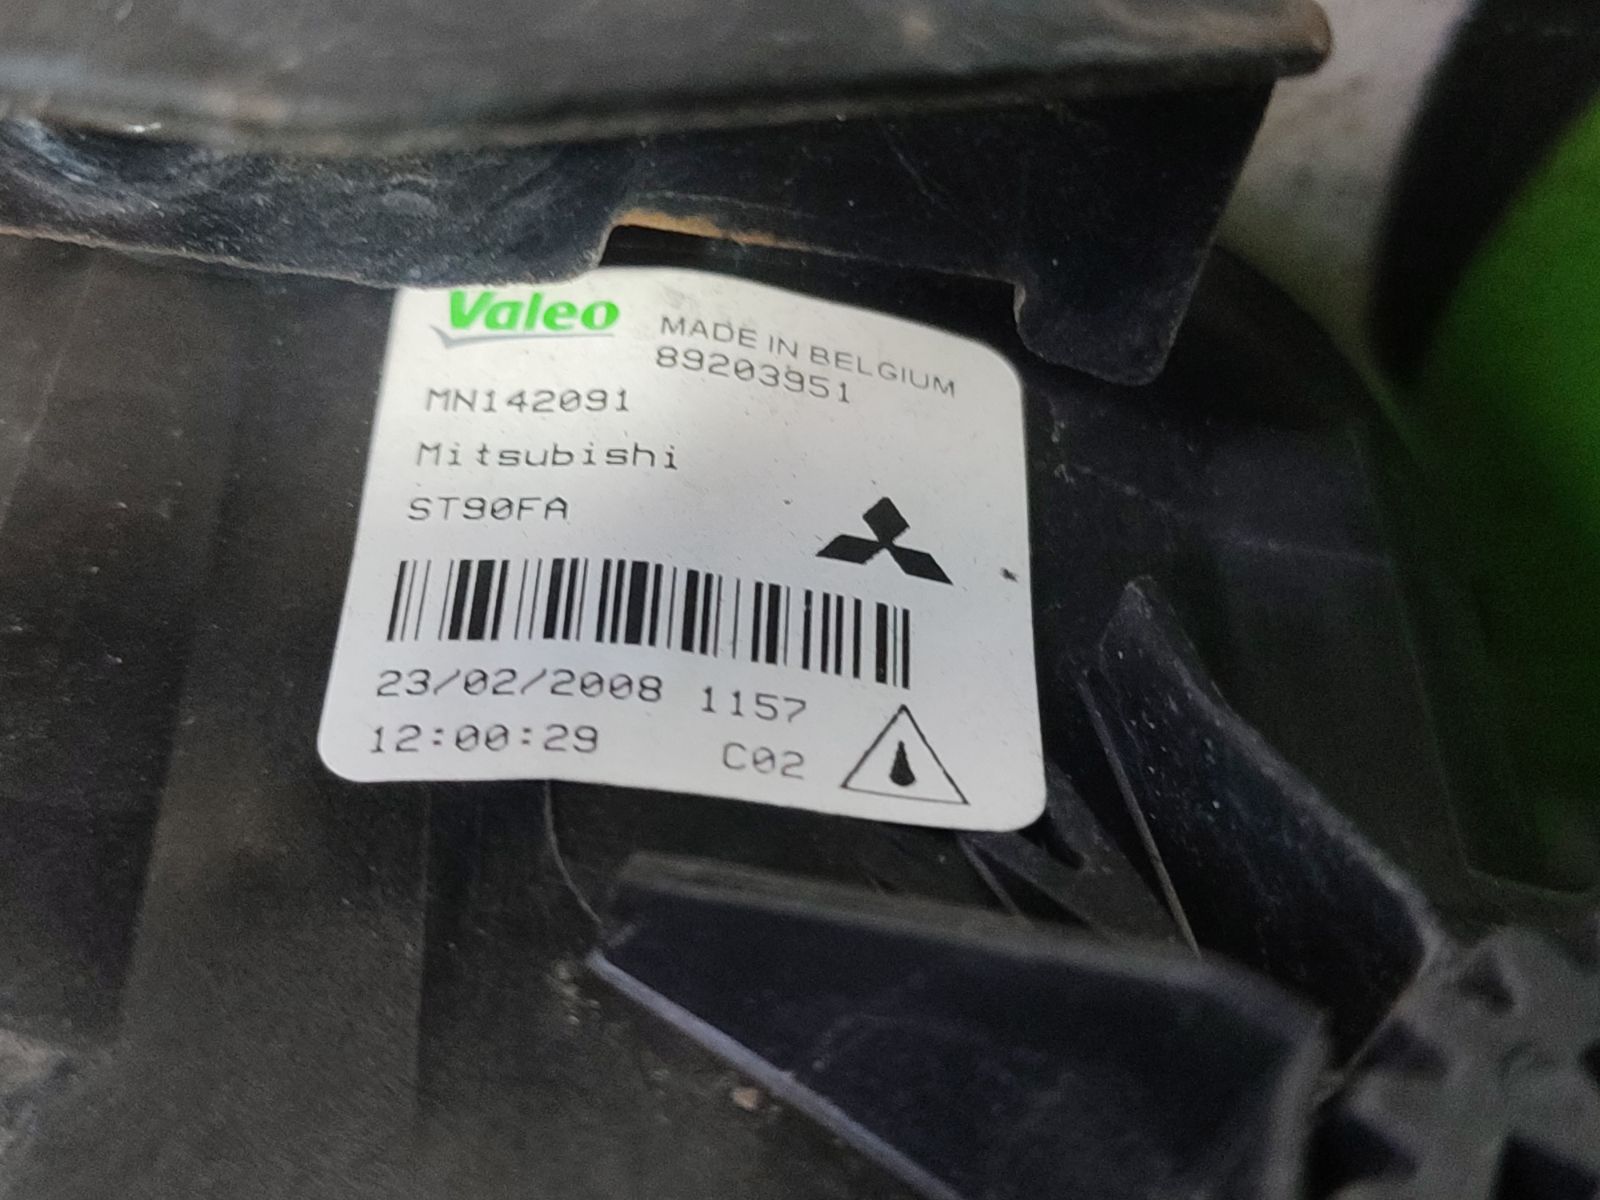 Valeo
MADE IN BELGIUM
89203951
MN142091
Mitsubishi
ST90FA
23/02/2008 1157
12:00:29 C02